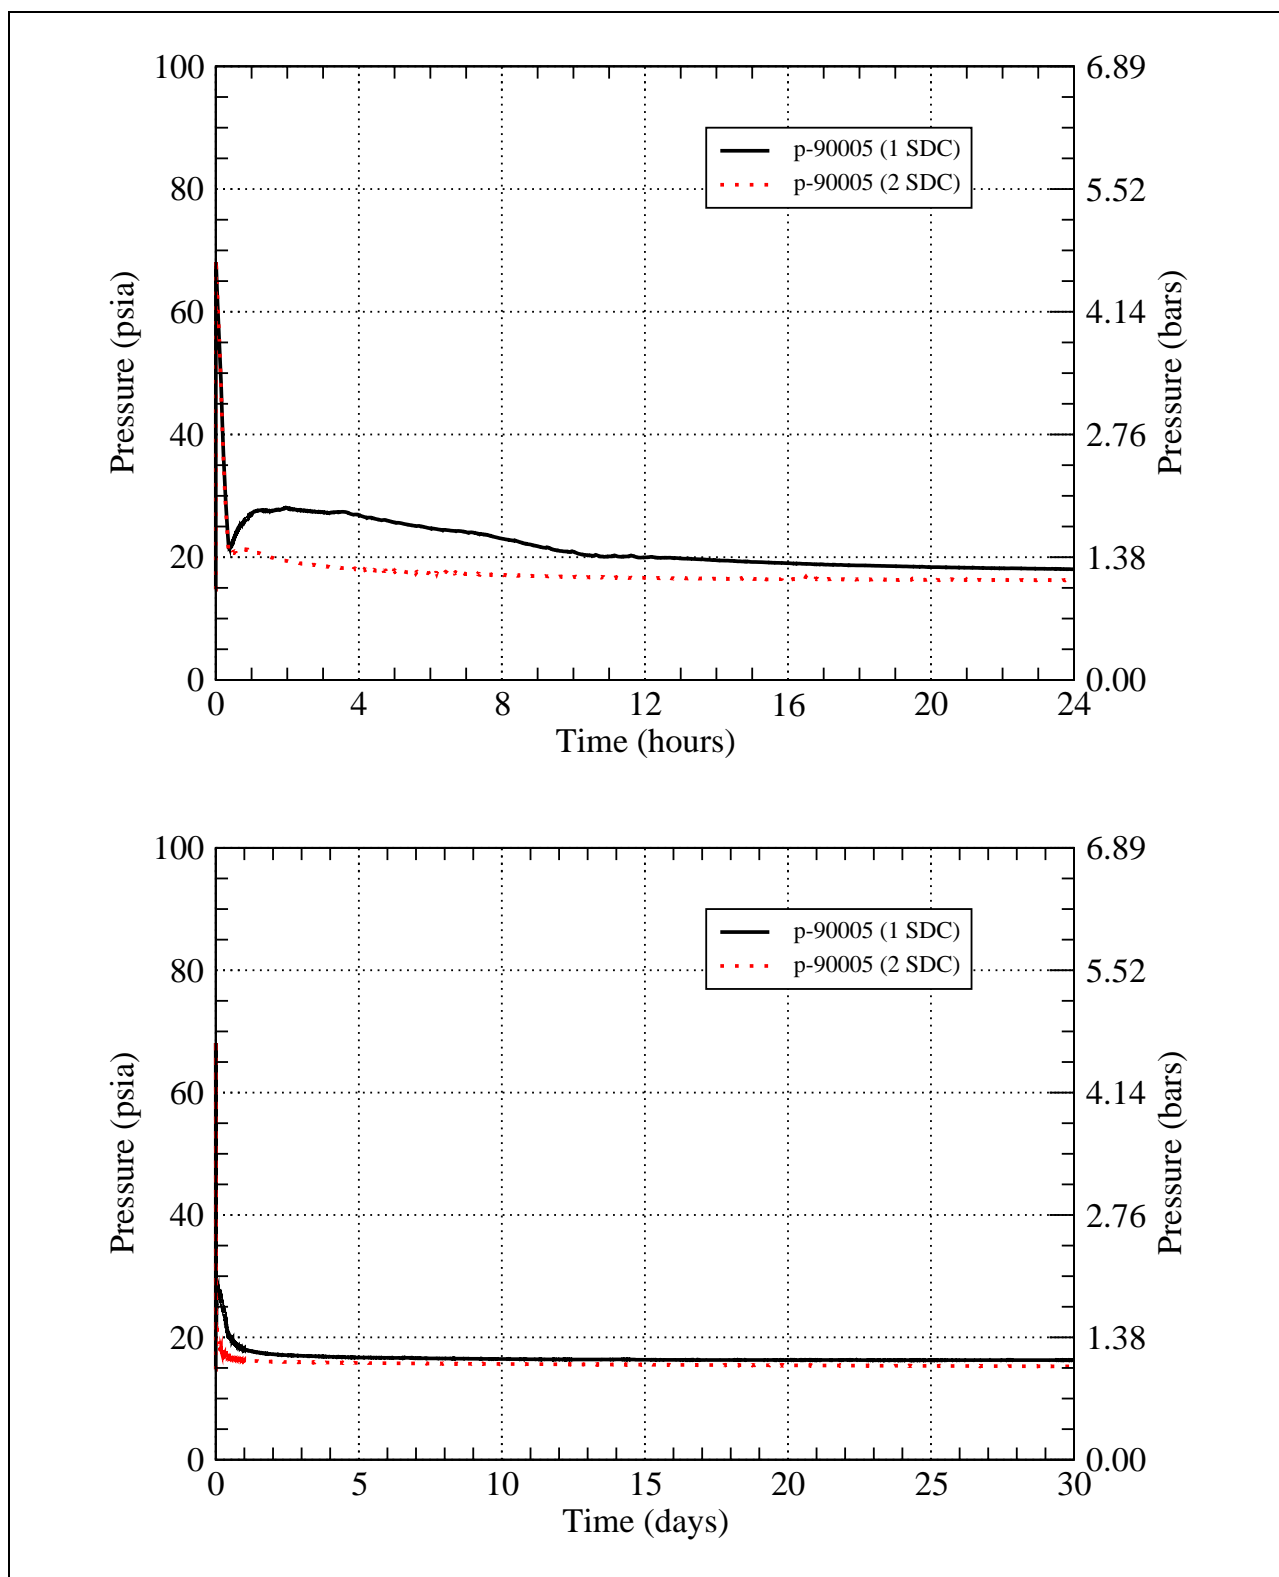 100 6.89
p-90005 (1 SDC)
p-90005 (2 SDC)
80 5.52
60 4.14
Pressure (psia) Pressure (bars)
40 2.76
20 1.38
0 0.00
0 4 8 12 16 20 24
Time (hours)
100 6.89
p-90005 (1 SDC)
p-90005 (2 SDC)
80 5.52
60 4.14
Pressure (psia) Pressure (bars)
40 2.76
20 1.38
0 0.00
0 5 10 15 20 25 30
Time (days)